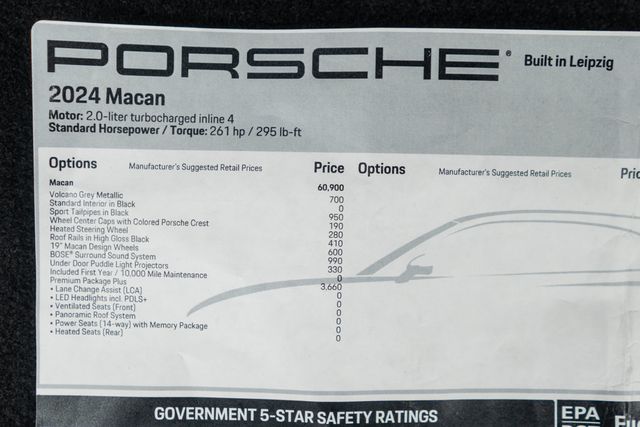 PORSCHE® Built in Leipzig
2024 Macan
Motor: 2.0-liter turbocharged inline 4
Standard Horsepower / Torque: 261 hp / 295 lb-ft
Options Manufacturer's Suggested Retail Prices Price Options Manufacturer's Suggested Retail Prices
Macan 60,900
Volcano Grey Metallic 700
Standard Interior in Black 0
Sport Tailpipes in Black 950
Wheel Center Caps with Colored Porsche Crest 190
Heated Steering Wheel 280
Roof Rails in High Gloss Black 410
19" Macan Design Wheels 600
BOSE® Surround Sound System 990
Under Door Puddle Light Projectors 330
Included First Year / 10,000 Mile Maintenance 0
Premium Package Plus 3,660
• Lane Change Assist (LCA) 0
• LED Headlights incl. PDLS+ 0
• Ventilated Seats (Front) 0
• Panoramic Roof System 0
• Power Seats (14-way) with Memory Package 0
• Heated Seats (Rear) 0
GOVERNMENT 5-STAR SAFETY RATINGS
EPA